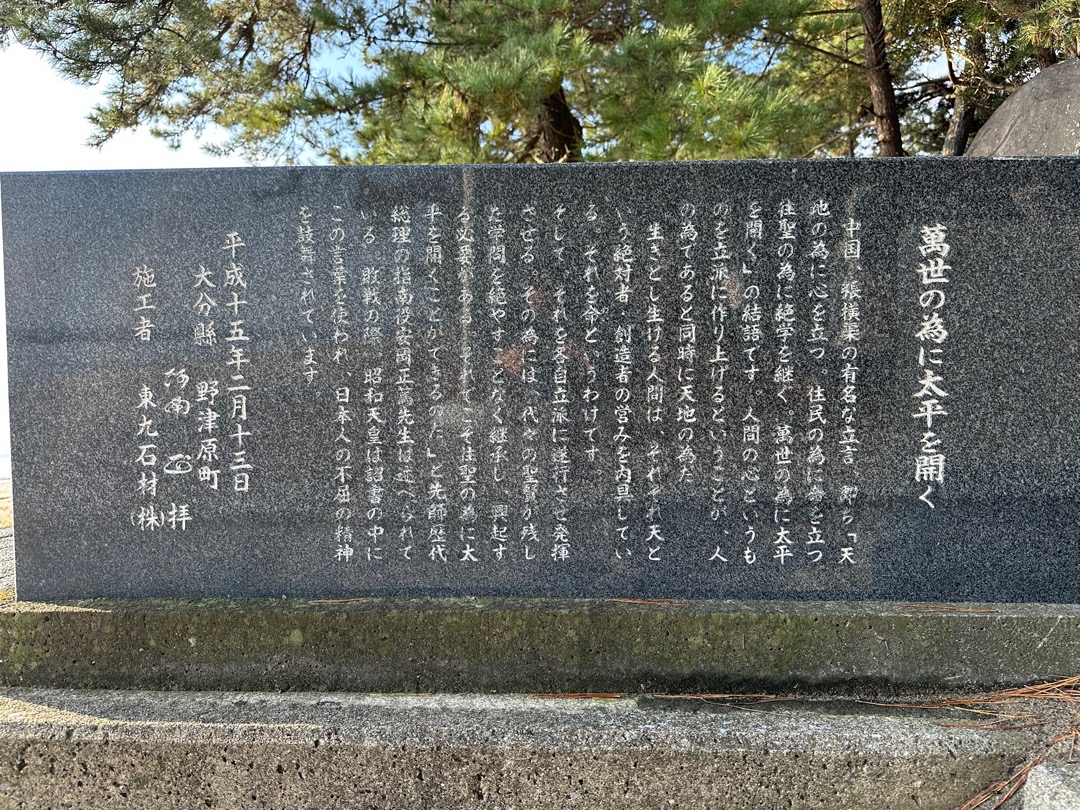 萬世の為に太平を開く
中国、張横渠の有名な立言、即ち「天
地の為に心を立つ。住民の為に命を立つ
往聖の為に絶学を継ぐ。萬世の為に太平
を開く」の結語です。人間の心というも
のを立派に作り上げるということが、人
の為であると同時に天地の為だ
生きとし生ける人間は、それぞれ天と
いう絶対者・創造者の営みを内具してい
る。それを命というわけです。
そして、それを各自立派に遂行させ発揮
させる。その為には、代々の聖賢が残し
た学問を絶やすことなく継承し、興起す
る必要がある。それでこそ往聖の為に太
平を開くことができるのだ」と先師歴代
総理の指南役安岡正篤先生は述べられて
いる 敗戦の際 昭和天皇は詔書の中に
この言葉を使われ、日本人の不屈の精神
を鼓舞されています
平成十五年二月十三日
大分縣 野津原町
阿南 拝
施工者 東九石材(株)